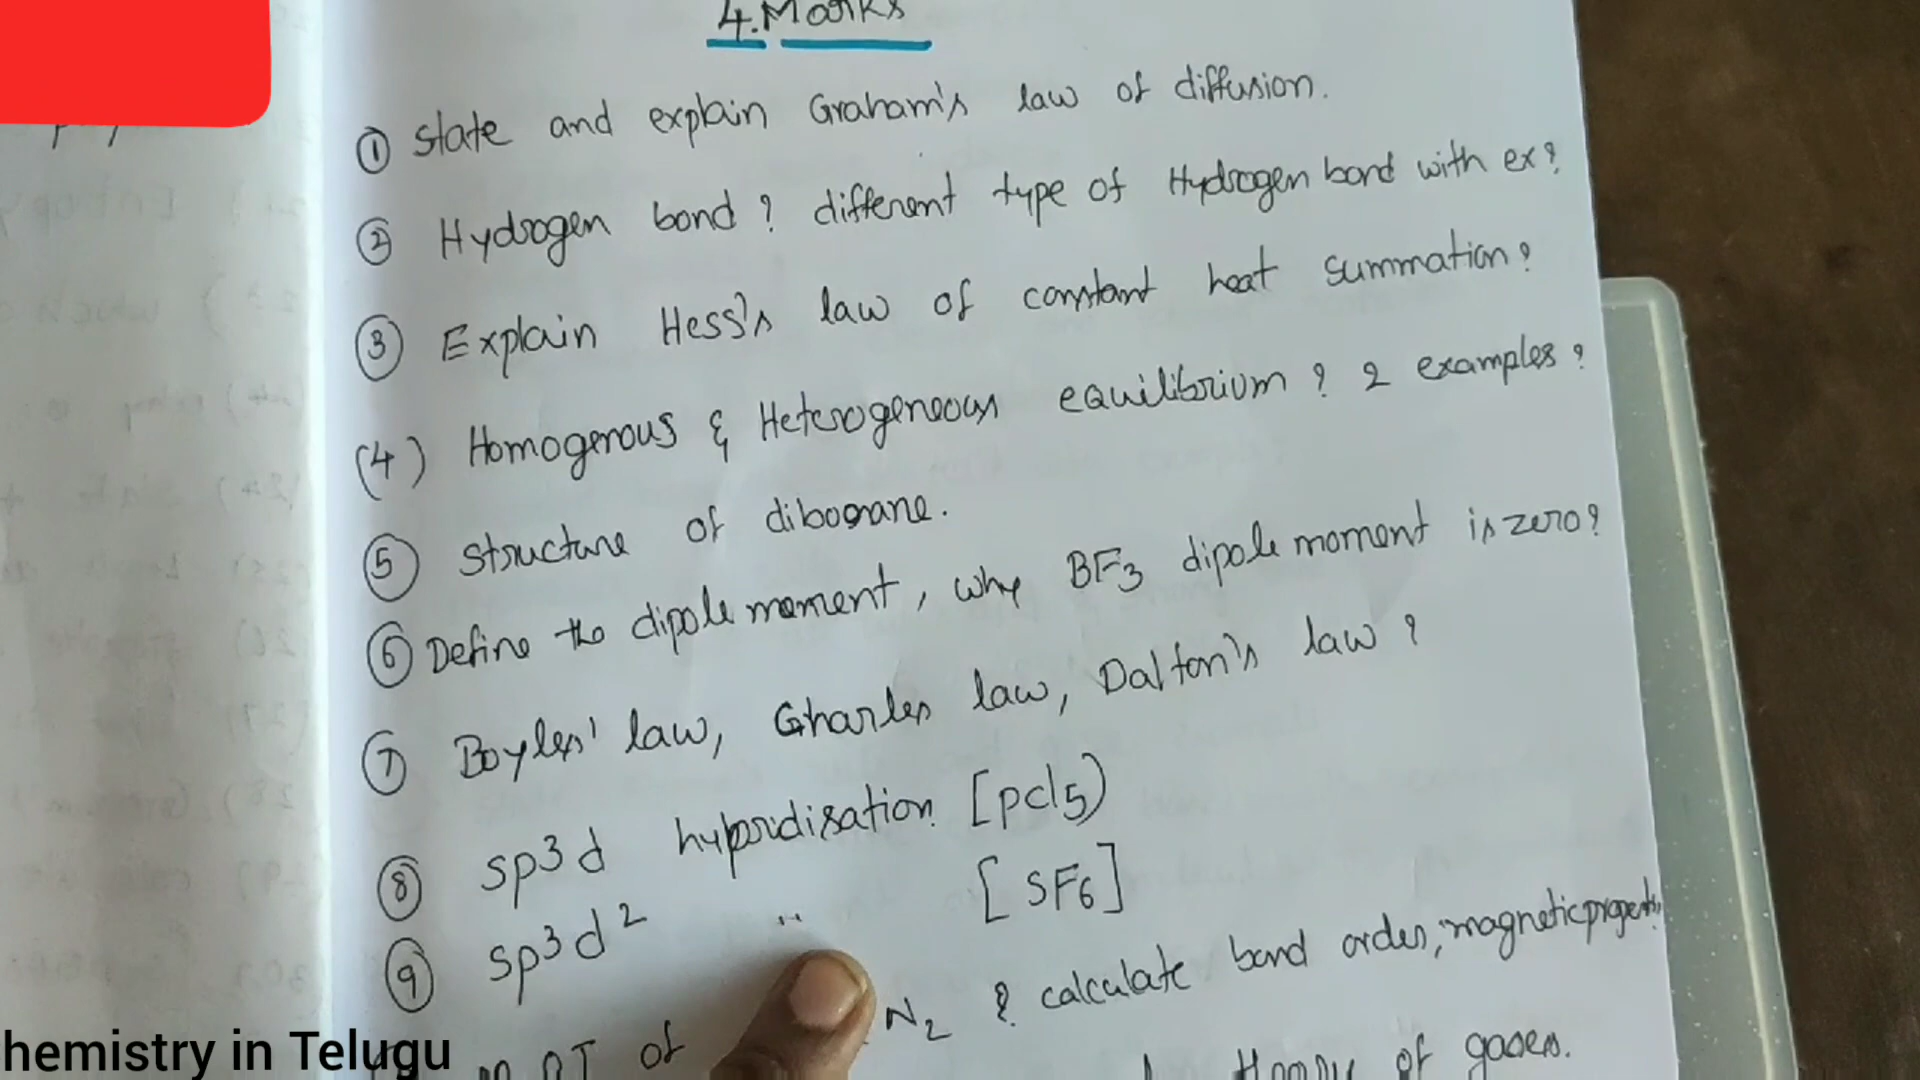 4.Marks
① state and explain Graham's law of diffusion.
② Hydrogen bond? different type of Hydrogen bond with ex?
③ Explain Hess's law of constant heat summation?
(4) Homogenous & Heterogeneous equilibrium? 2 examples?
⑤ structure of diborane.
⑥ Define the dipole moment, why BF3 dipole moment is zero?
⑦ Boyles' law, Gharles law, Dalton's law?
⑧ sp3d hybridisation [pcl5)
⑨ sp3d2 " [SF6]
of N2 & calculate bond order, magnetic
of gases.
hemistry in Telugu